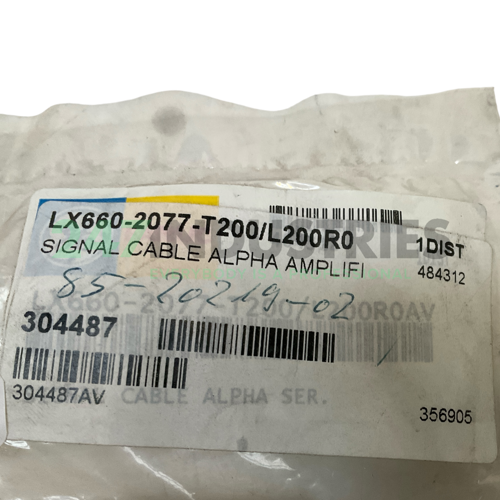 INDUSTRIES
LX660-2077-T200/L200R0
1DIST
SIGNAL CABLE ALPHA AMPLIFI
484312
85-20219-02
304487
CABLE ALPHA SER.
304487AV
356905